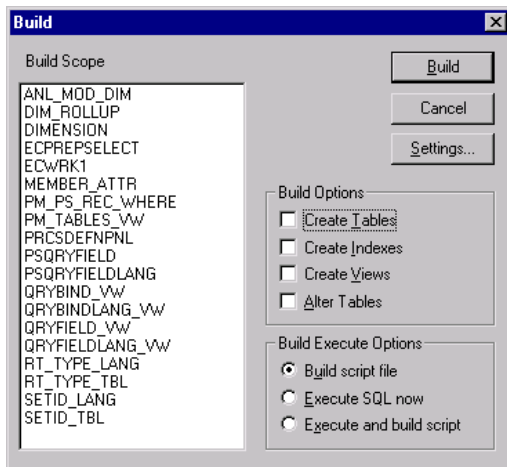 Build
Build Scope
ANL_MOD_DIM
DIM_ROLLUP
DIMENSION
ECPREPSELECT
ECWRK1
MEMBER_ATTR
PM_PS_REC_WHERE
PM_TABLES_VW
PRCSDEFNPNL
PSQRYFIELD
PSQRYFIELDLANG
QRYBIND_VW
QRYBINDLANG_VW
QRYFIELD_VW
QRYFIELDLANG_VW
RT_TYPE_LANG
RT_TYPE_TBL
SETID_LANG
SETID_TBL
Build
Cancel
Settings...
Build Options
Create Tables
Create Indexes
Create Views
Alter Tables
Build Execute Options
Build script file
Execute SQL now
Execute and build script